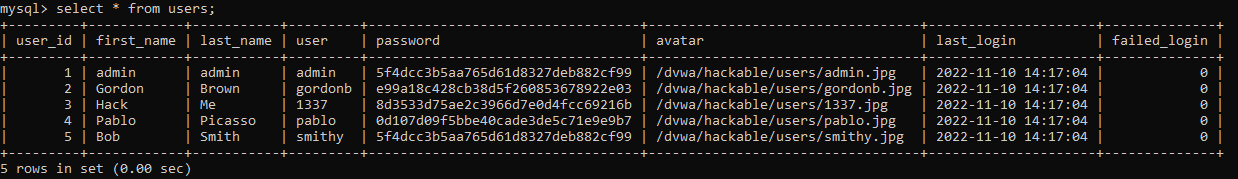 mysql> select * from users;
+---------+------------+-----------+---------+----------------------------------+----------------------------------+---------------------+--------------+
| user_id | first_name | last_name | user | password | avatar | last_login | failed_login |
+---------+------------+-----------+---------+----------------------------------+----------------------------------+---------------------+--------------+
| 1 | admin | admin | admin | 5f4dcc3b5aa765d61d8327deb882cf99 | /dvwa/hackable/users/admin.jpg | 2022-11-10 14:17:04 | 0 |
| 2 | Gordon | Brown | gordonb | e99a18c428cb38d5f260853678922e03 | /dvwa/hackable/users/gordonb.jpg | 2022-11-10 14:17:04 | 0 |
| 3 | Hack | Me | 1337 | 8d3533d75ae2c3966d7e0d4fcc69216b | /dvwa/hackable/users/1337.jpg | 2022-11-10 14:17:04 | 0 |
| 4 | Pablo | Picasso | pablo | 0d107d09f5bbe40cade3de5c71e9e9b7 | /dvwa/hackable/users/pablo.jpg | 2022-11-10 14:17:04 | 0 |
| 5 | Bob | Smith | smithy | 5f4dcc3b5aa765d61d8327deb882cf99 | /dvwa/hackable/users/smithy.jpg | 2022-11-10 14:17:04 | 0 |
+---------+------------+-----------+---------+----------------------------------+----------------------------------+---------------------+--------------+
5 rows in set (0.00 sec)